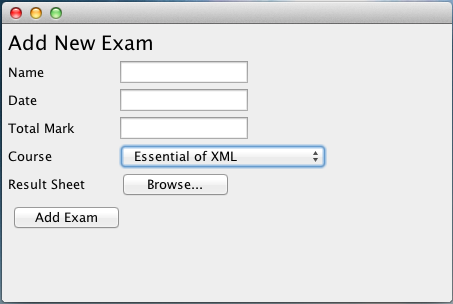 Add New Exam
Name
Date
Total Mark
Course Essential of XML
Result Sheet Browse...
Add Exam